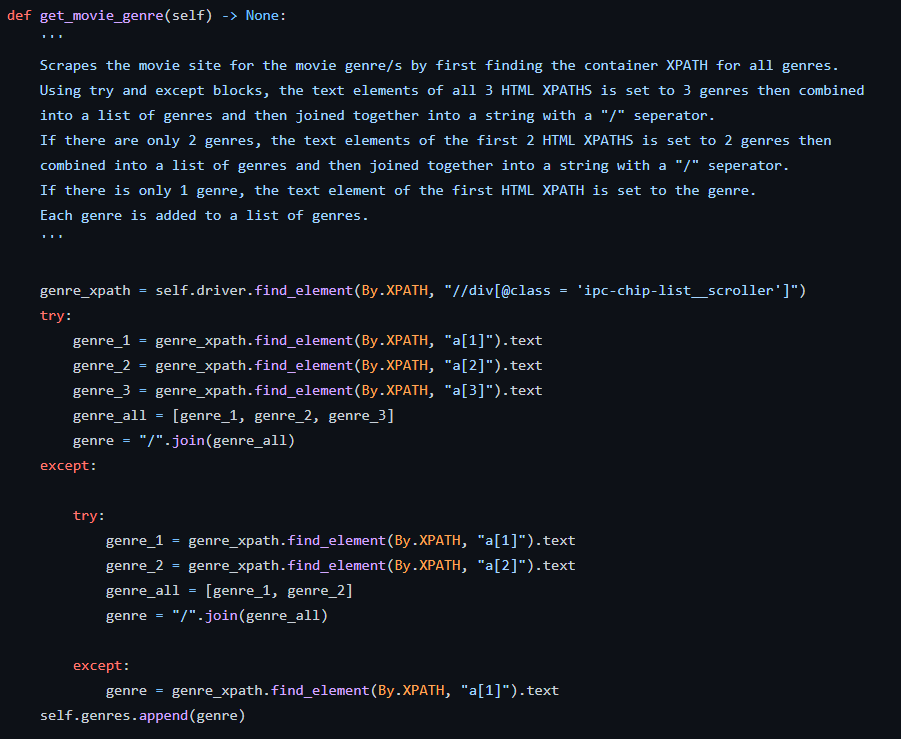 def get_movie_genre(self) -> None:
    '''
    Scrapes the movie site for the movie genre/s by first finding the container XPATH for all genres.
    Using try and except blocks, the text elements of all 3 HTML XPATHS is set to 3 genres then combined
    into a list of genres and then joined together into a string with a "/" seperator.
    If there are only 2 genres, the text elements of the first 2 HTML XPATHS is set to 2 genres then
    combined into a list of genres and then joined together into a string with a "/" seperator.
    If there is only 1 genre, the text element of the first HTML XPATH is set to the genre.
    Each genre is added to a list of genres.
    '''

    genre_xpath = self.driver.find_element(By.XPATH, "//div[@class = 'ipc-chip-list__scroller']")
    try:
        genre_1 = genre_xpath.find_element(By.XPATH, "a[1]").text
        genre_2 = genre_xpath.find_element(By.XPATH, "a[2]").text
        genre_3 = genre_xpath.find_element(By.XPATH, "a[3]").text
        genre_all = [genre_1, genre_2, genre_3]
        genre = "/".join(genre_all)
    except:

        try:
            genre_1 = genre_xpath.find_element(By.XPATH, "a[1]").text
            genre_2 = genre_xpath.find_element(By.XPATH, "a[2]").text
            genre_all = [genre_1, genre_2]
            genre = "/".join(genre_all)

        except:
            genre = genre_xpath.find_element(By.XPATH, "a[1]").text
    self.genres.append(genre)